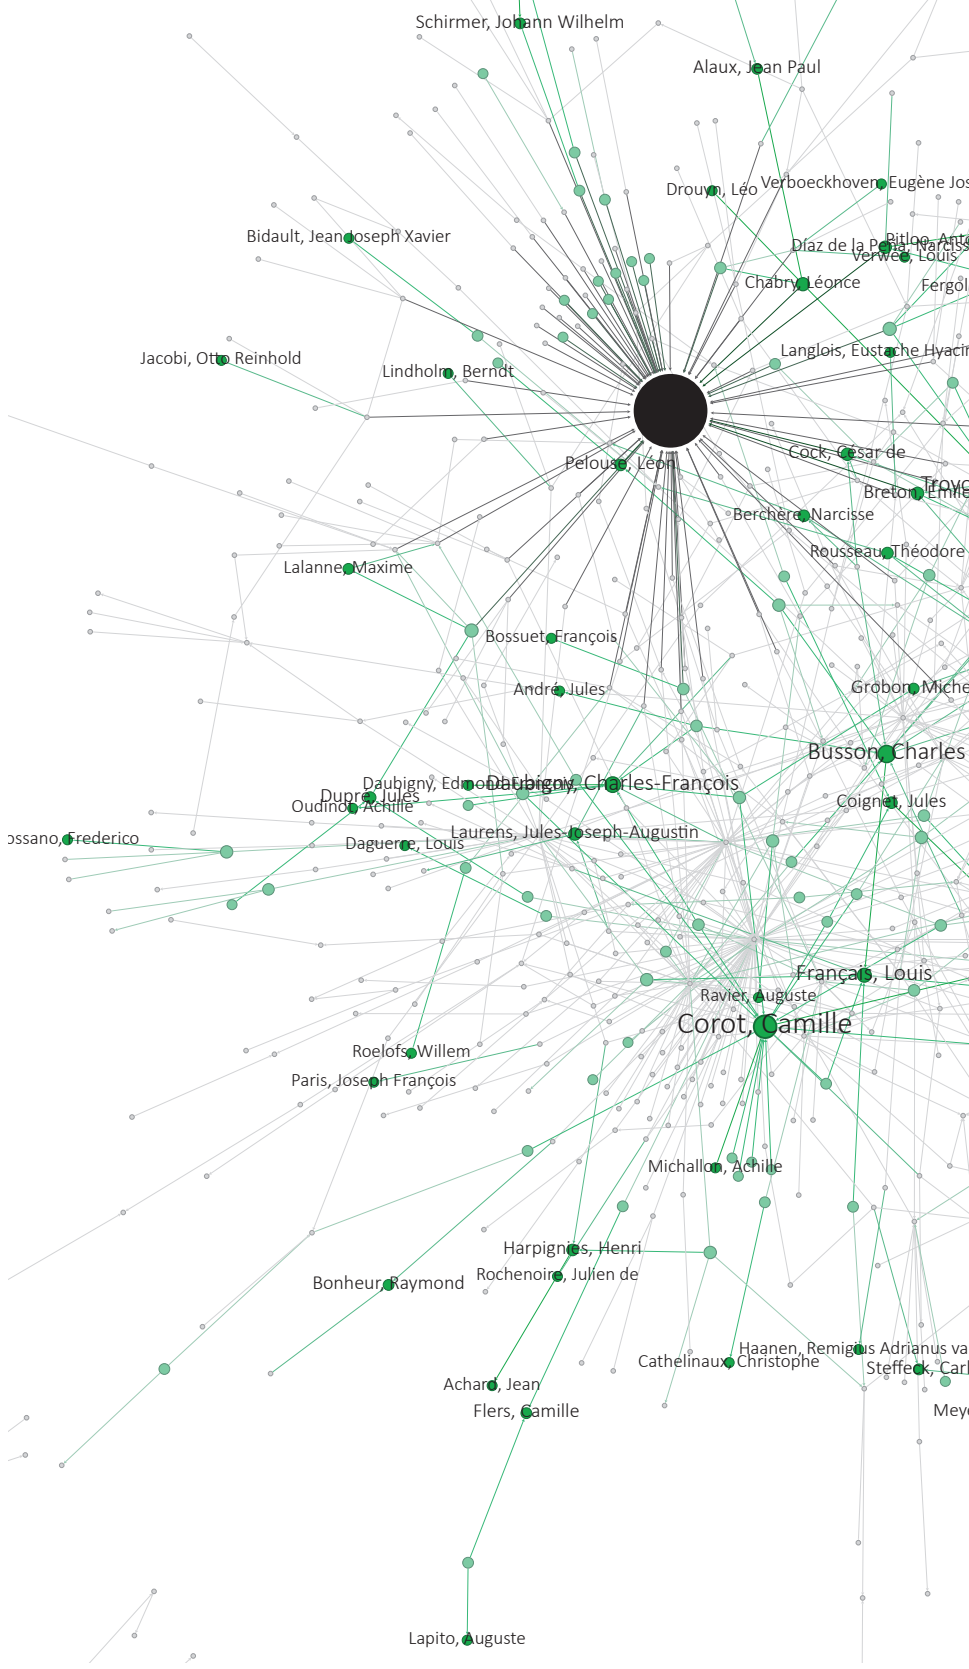 Schirmer, Johann Wilhelm
Alaux, Jean Paul
Drouyn, Léo
Verboeckhoven, Eugène Jos
Bidault, Jean Joseph Xavier
Pitloo, Anto
Díaz de la Peña, Narciss
Verwee, Louis
Chabry, Léonce
Fergol
Langlois, Eustache Hyacin
Jacobi, Otto Reinhold
Lindholm, Berndt
Cock, César de
Pelouse, Léon
Troyo
Breton, Emile
Berchère, Narcisse
Rousseau, Théodore
Lalanne, Maxime
Bossuet, François
André, Jules
Grobon, Miche
Busson, Charles
Daubigny, Edmond-François
Daubigny, Charles-François
Dupré, Jules
Oudinot, Achille
Coignet, Jules
Laurens, Jules-Joseph-Augustin
ossano, Frederico
Daguerre, Louis
Français, Louis
Ravier, Auguste
Corot, Camille
Roelofs, Willem
Paris, Joseph François
Michallon, Achille
Harpignies, Henri
Rochenoire, Julien de
Bonheur, Raymond
Haanen, Remigius Adrianus va
Cathelinaux, Christophe
Steffeck, Carl
Achard, Jean
Flers, Camille
Meye
Lapito, Auguste